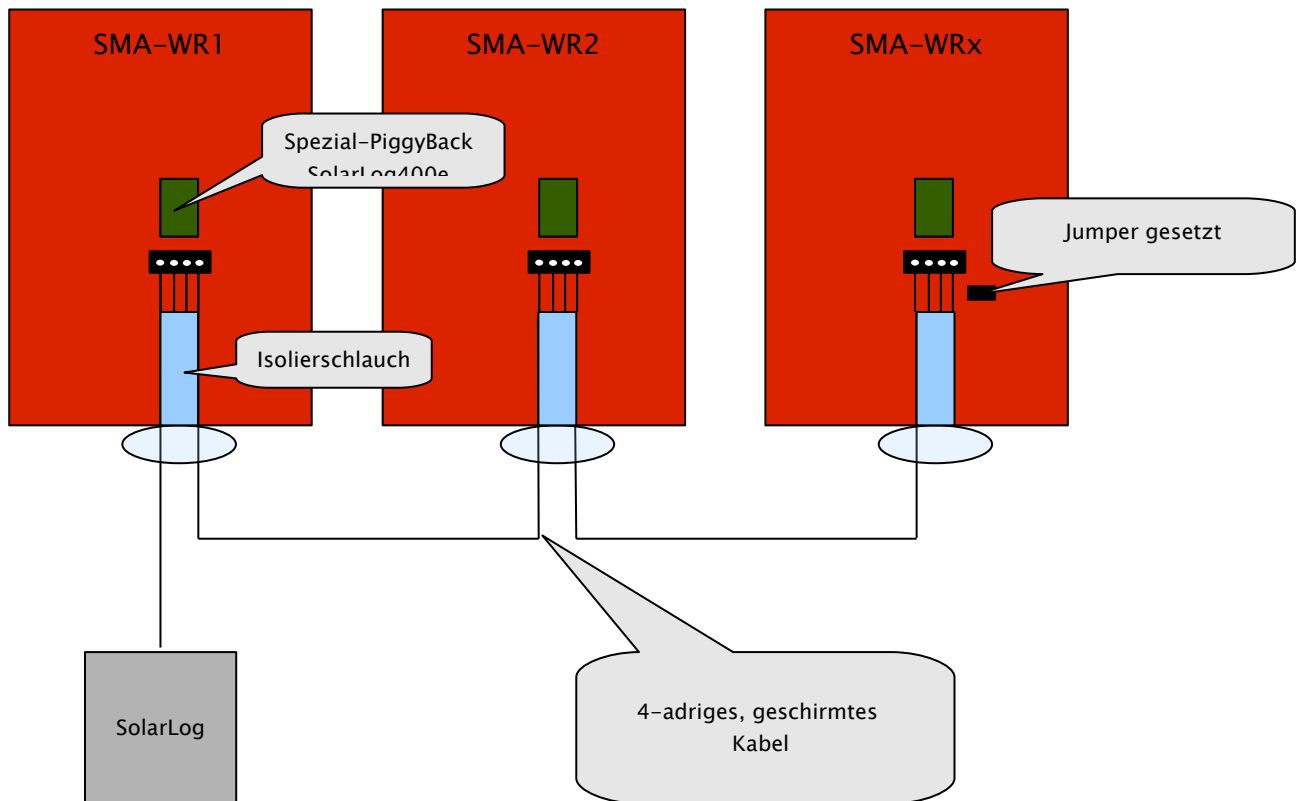 SMA-WR1
SMA-WR2
SMA-WRx
Spezial-PiggyBack
SolarLog400e
Jumper gesetzt
Isolierschlauch
SolarLog
4-adriges, geschirmtes
Kabel